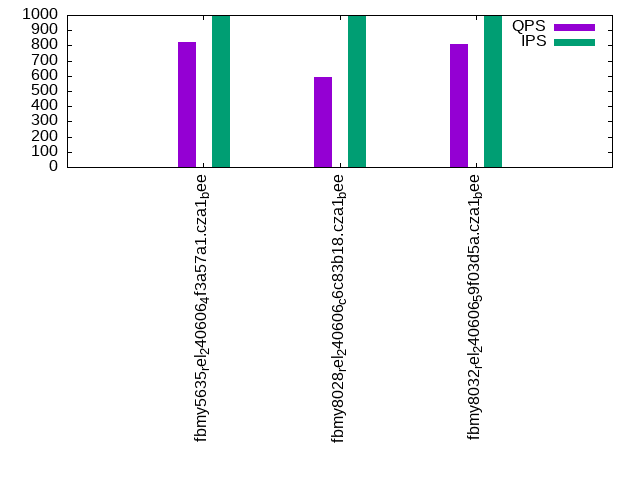 1000
900
800
700
600
500
400
300
200
100
0
QPS
IPS
fbmy5635rel2406064f3a57a1.cza1bee
fbmy8028rel240606c6c83b18.cza1bee
fbmy8032rel24060659f03d5a.cza1bee